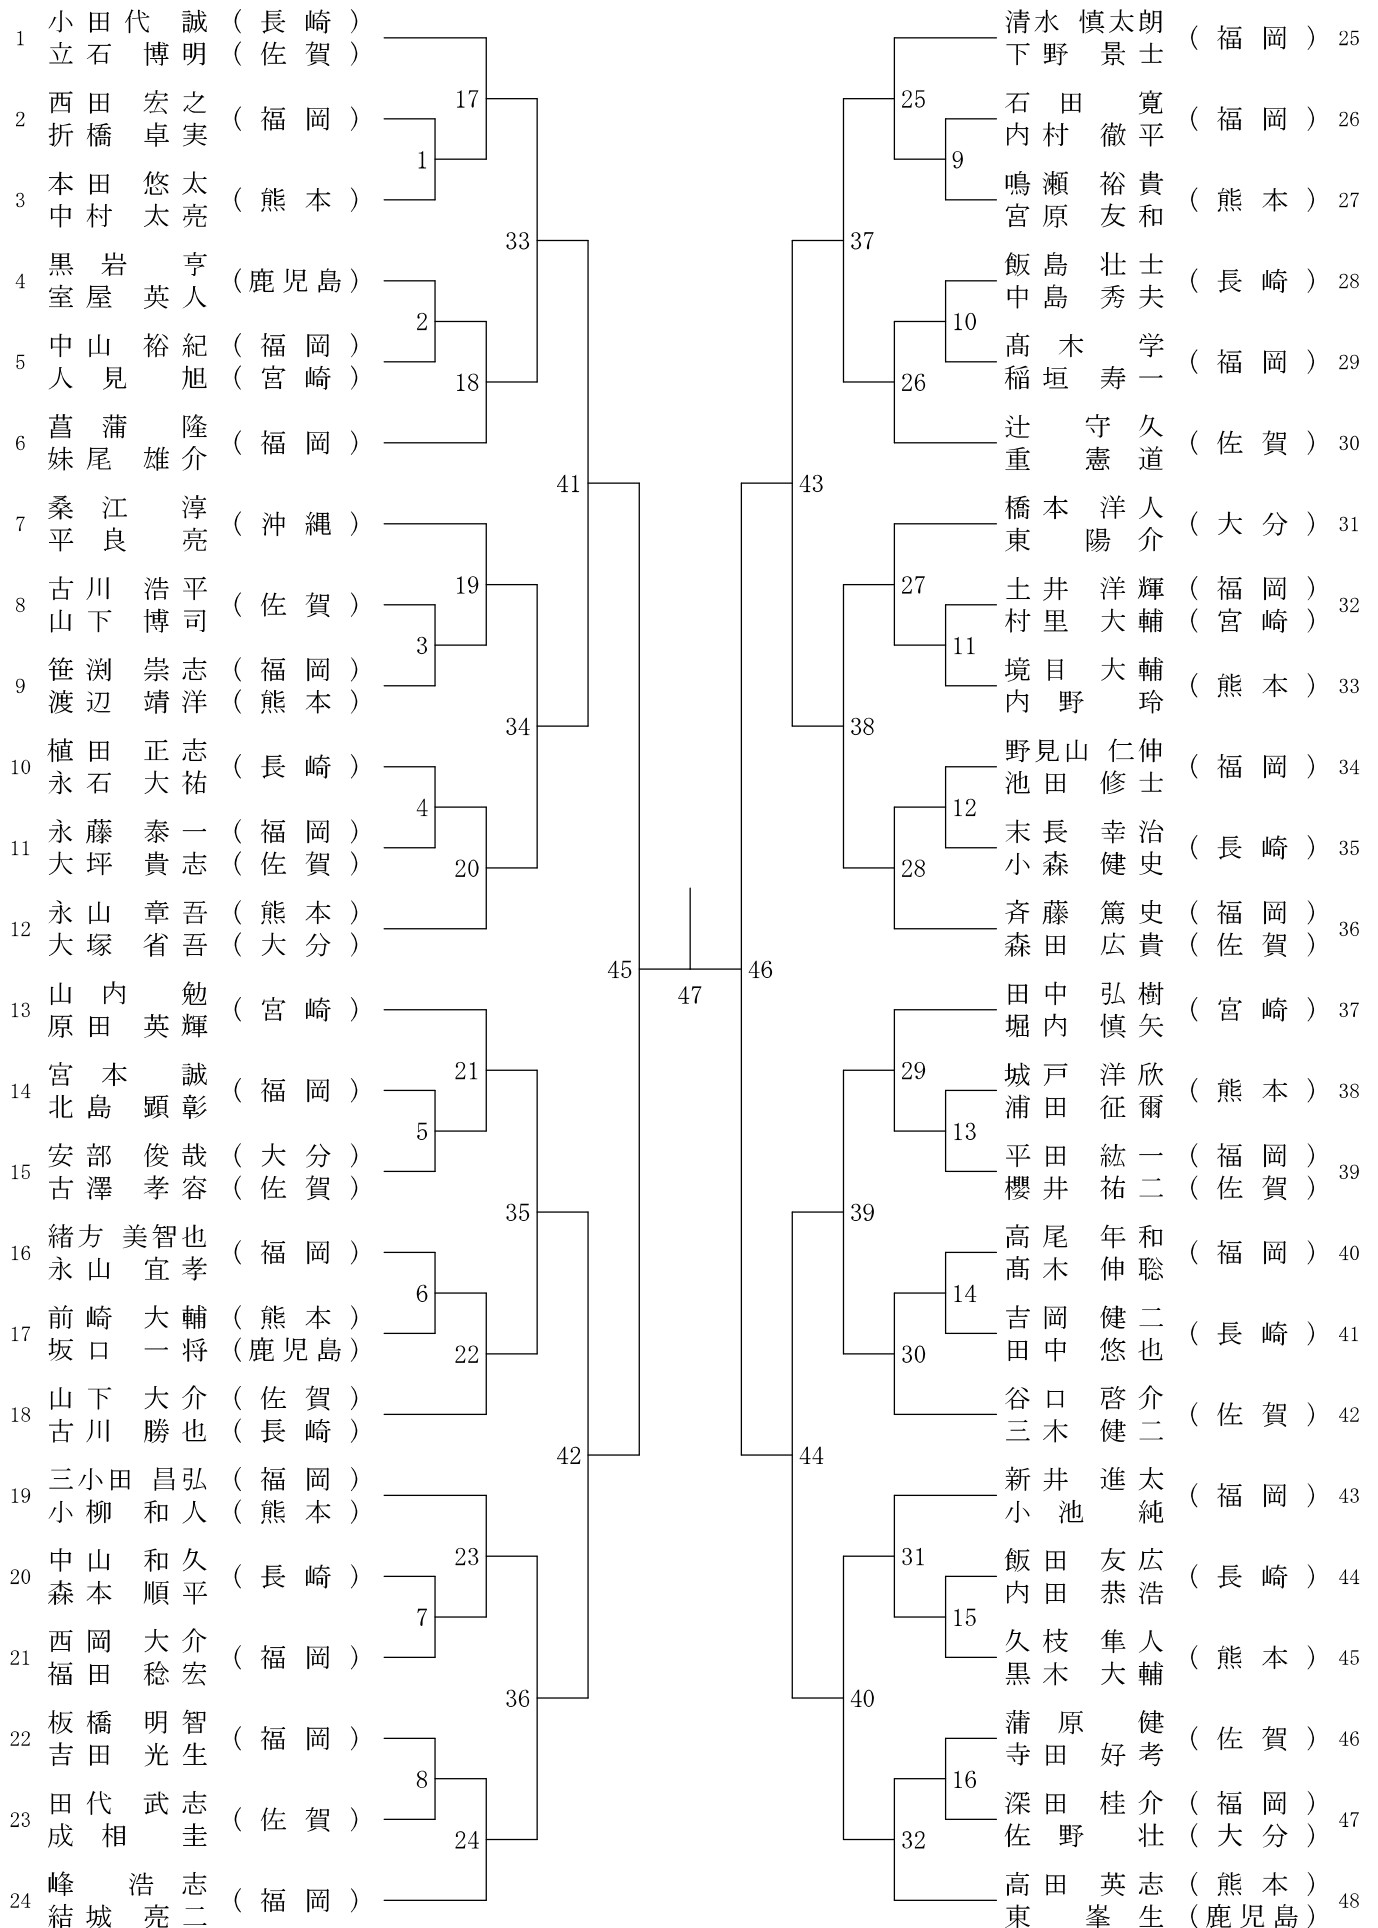 1 小田代 誠 (長崎)
立石 博明 (佐賀)
2 西田 宏之 (福岡)
折橋 卓実
1
3 本田 悠太 (熊本)
中村 太亮
17
4 黒岩 亨 (鹿児島)
室屋 英人
2
5 中山 裕紀 (福岡)
人見 旭 (宮崎)
18
6 菖蒲 隆 (福岡)
妹尾 雄介
33
7 桑江 淳 (沖縄)
平良 亮
19
8 古川 浩平 (佐賀)
山下 博司
3
9 笹渕 崇志 (福岡)
渡辺 靖洋 (熊本)
34
10 植田 正志 (長崎)
永石 大祐
4
11 永藤 泰一 (福岡)
大坪 貴志 (佐賀)
20
12 永山 章吾 (熊本)
大塚 省吾 (大分)
41
13 山内 勉 (宮崎)
原田 英輝
21
14 宮本 誠 (福岡)
北島 顕彰
5
15 安部 俊哉 (大分)
古澤 孝容 (佐賀)
35
16 緒方 美智也 (福岡)
永山 宜孝
6
17 前崎 大輔 (熊本)
坂口 一将 (鹿児島)
22
18 山下 大介 (佐賀)
古川 勝也 (長崎)
42
19 三小田 昌弘 (福岡)
小柳 和人 (熊本)
23
20 中山 和久 (長崎)
森本 順平
7
21 西岡 大介 (福岡)
福田 稔宏
36
22 板橋 明智 (福岡)
吉田 光生
8
23 田代 武志 (佐賀)
成相 圭
24
24 峰 浩志 (福岡)
結城 亮二
45
47
46
清水 慎太朗 (福岡) 25
下野 景士
25
石田 寛 (福岡) 26
内村 徹平
9
鳴瀬 裕貴 (熊本) 27
宮原 友和
37
飯島 壮士 (長崎) 28
中島 秀夫
10
髙木 学 (福岡) 29
稲垣 寿一
26
辻 守久 (佐賀) 30
重 憲道
43
橋本 洋人 (大分) 31
東 陽介
27
土井 洋輝 (福岡) 32
村里 大輔 (宮崎)
11
境目 大輔 (熊本) 33
内野 玲
38
野見山 仁伸 (福岡) 34
池田 修士
12
末長 幸治 (長崎) 35
小森 健史
28
斉藤 篤史 (福岡) 36
森田 広貴 (佐賀)
田中 弘樹 (宮崎) 37
堀内 慎矢
29
城戸 洋欣 (熊本) 38
浦田 征爾
13
平田 紘一 (福岡) 39
櫻井 祐二 (佐賀)
39
高尾 年和 (福岡) 40
髙木 伸聡
14
吉岡 健二 (長崎) 41
田中 悠也
30
谷口 啓介 (佐賀) 42
三木 健二
44
新井 進太 (福岡) 43
小池 純
31
飯田 友広 (長崎) 44
内田 恭浩
15
久枝 隼人 (熊本) 45
黒木 大輔
40
蒲原 健 (佐賀) 46
寺田 好考
16
深田 桂介 (福岡) 47
佐野 壮 (大分)
32
高田 英志 (熊本) 48
東 峯生 (鹿児島)